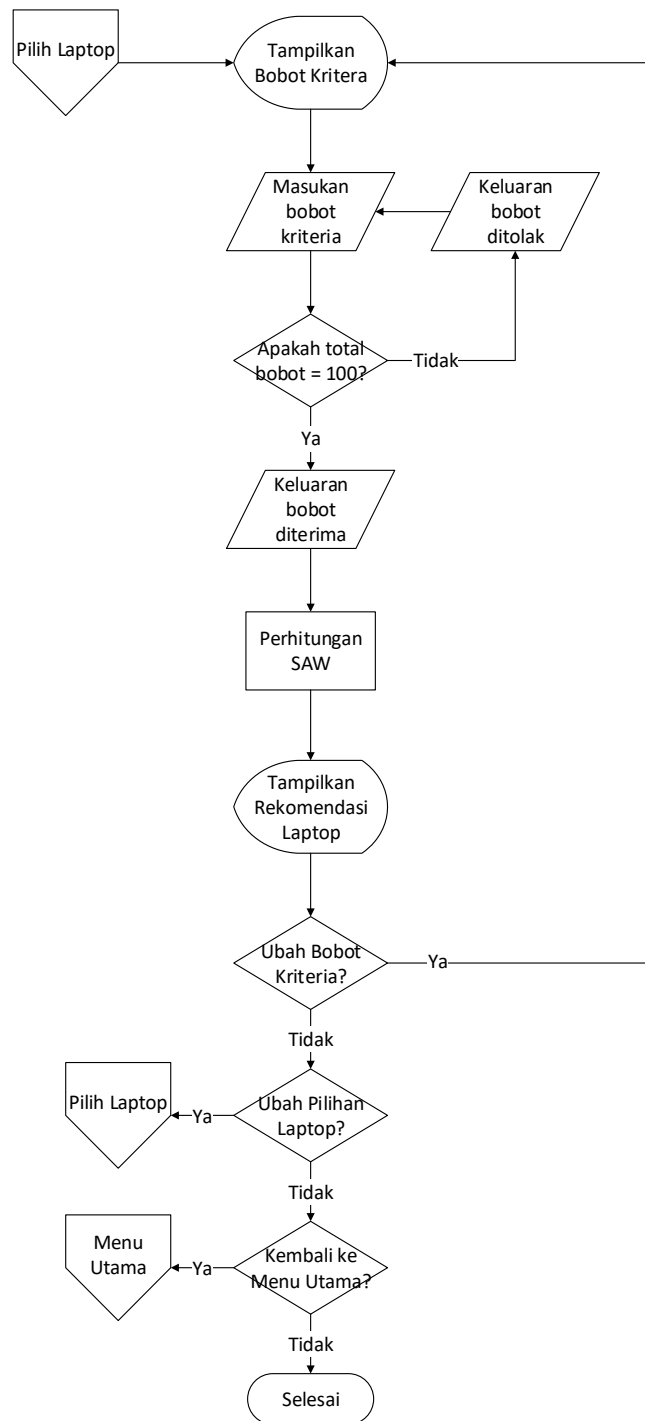 Pilih Laptop
Tampilkan
Bobot Kritera
Masukan
bobot
kriteria
Keluaran
bobot
ditolak
Apakah total
bobot = 100?
Tidak
Ya
Keluaran
bobot
diterima
Perhitungan
SAW
Tampilkan
Rekomendasi
Laptop
Ubah Bobot
Kriteria?
Ya
Tidak
Pilih Laptop
Ya
Ubah Pilihan
Laptop?
Tidak
Menu
Utama
Ya
Kembali ke
Menu Utama?
Tidak
Selesai